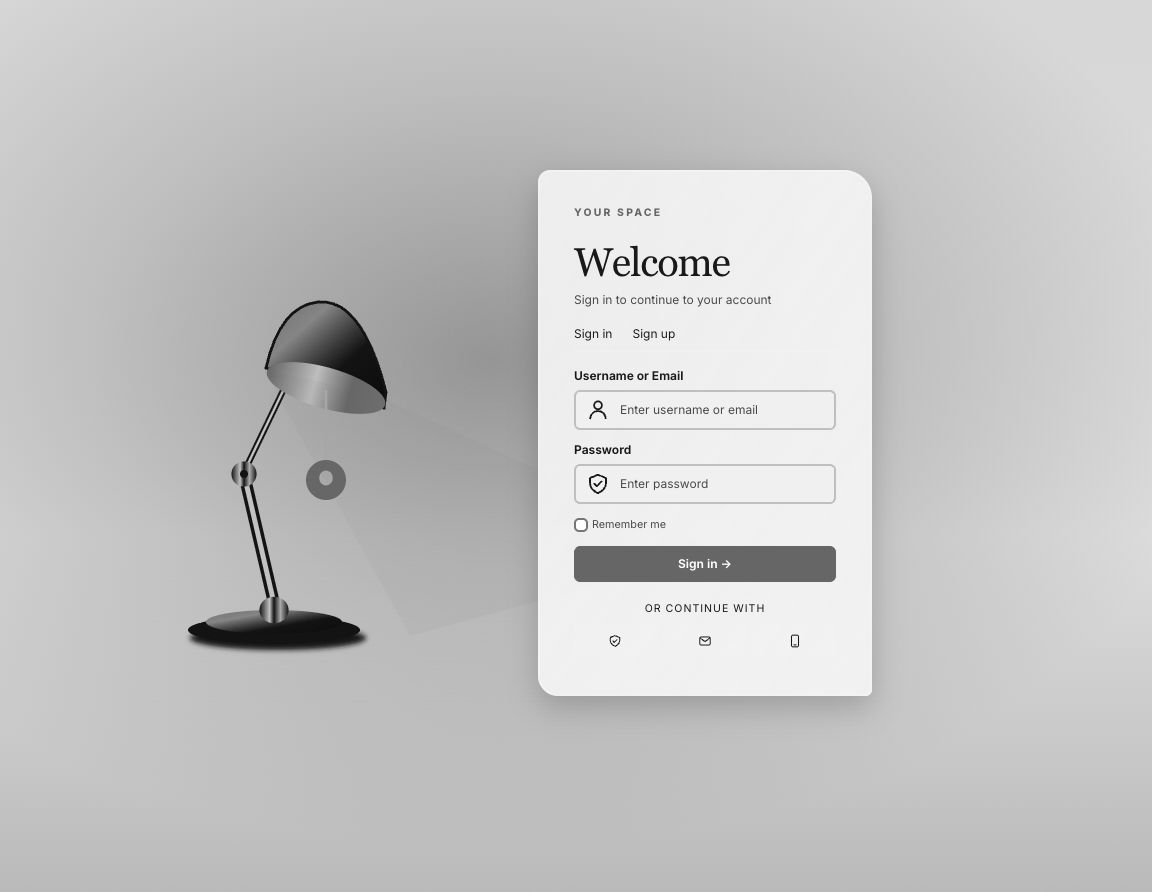 YOUR SPACE
Welcome
Sign in to continue to your account
Sign in Sign up
Username or Email
Enter username or email
Password
Enter password
Remember me
Sign in →
OR CONTINUE WITH